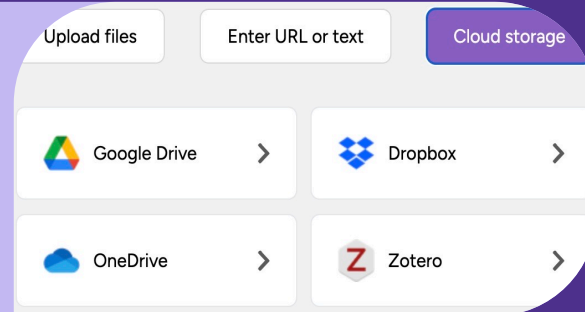 Upload files Enter URL or text Cloud storage
Google Drive Dropbox
OneDrive Z Zotero